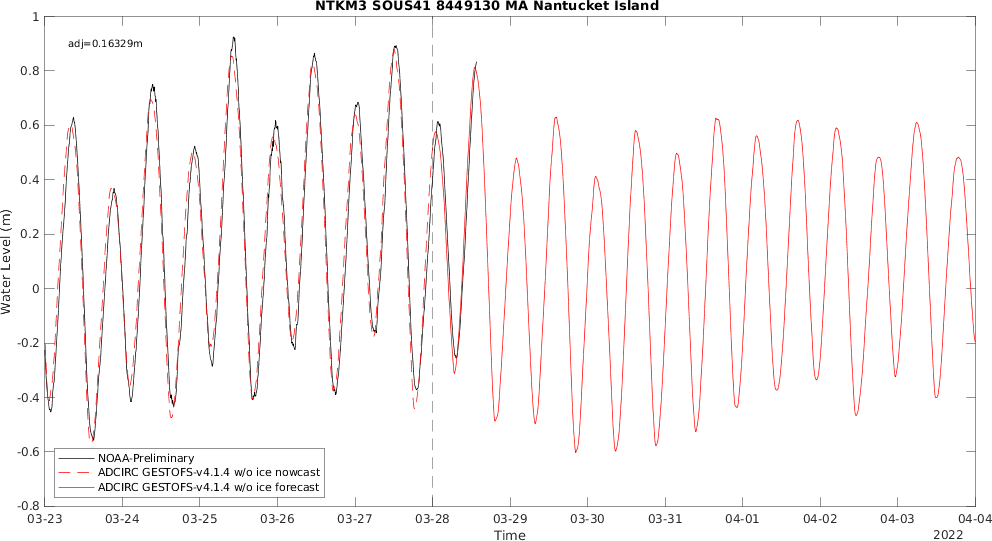 NTKM3 SOUS41 8449130 MA Nantucket Island
adj=0.16329m
1
0.8
0.6
0.4
0.2
0
-0.2
-0.4
-0.6
-0.8
Water Level (m)
NOAA-Preliminary
ADCIRC GESTOFS-v4.1.4 w/o ice nowcast
ADCIRC GESTOFS-v4.1.4 w/o ice forecast
03-23 03-24 03-25 03-26 03-27 03-28 03-29 03-30 03-31 04-01 04-02 04-03 04-04
Time
2022